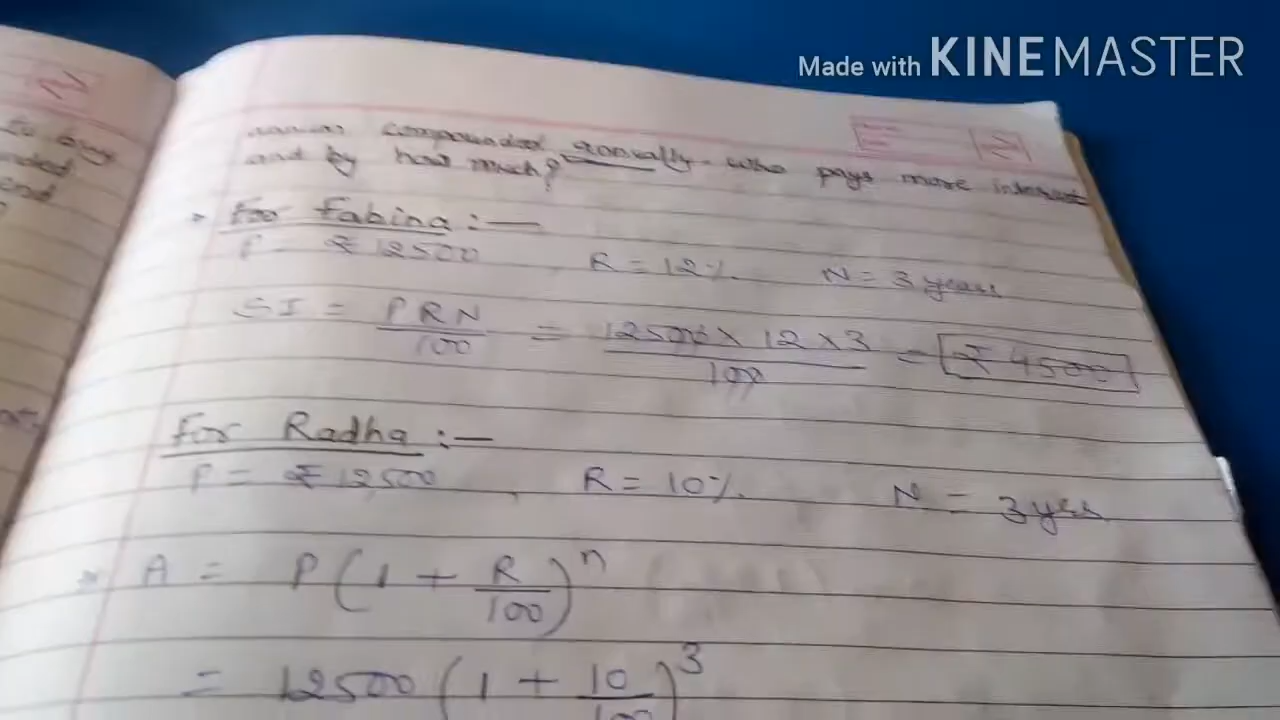 Made with KINEMASTER
to buy
compounded annually. who pays more interest
and by how much?
For Fabina :—
P = ₹ 12500 R = 12% N = 3 years
SI = PRN/100 = 12500 × 12 × 3/100 = ₹ 4500
For Radha :—
P = ₹ 12500, R = 10%. N = 3 yrs
A = P(1 + R/100)^n
= 12500 (1 + 10/100)^3